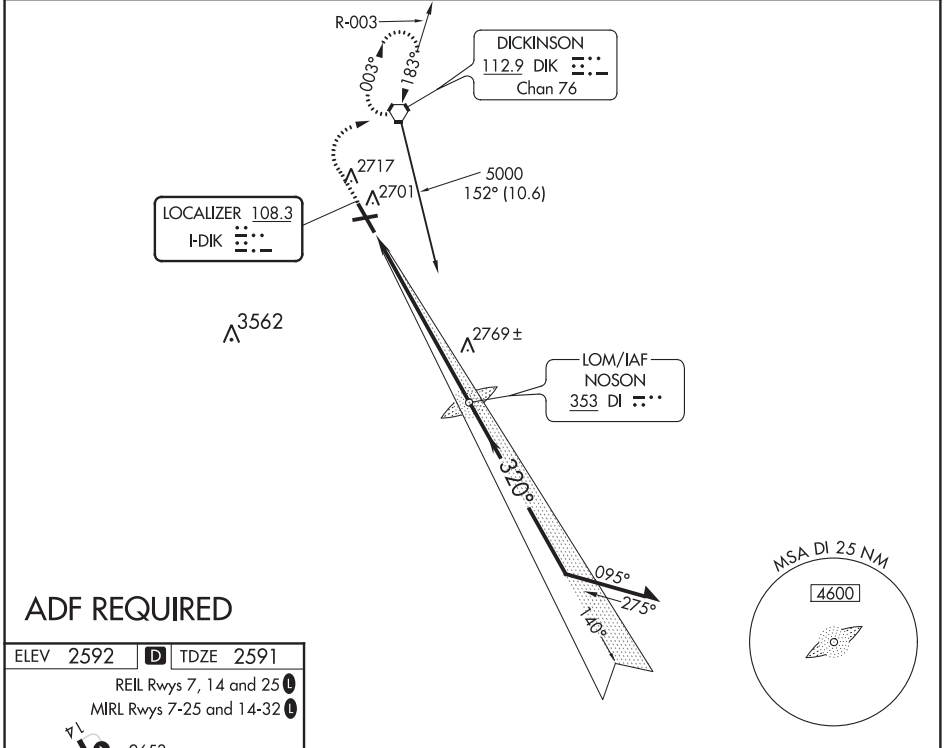 R-003
003°
183°
DICKINSON
112.9 DIK
Chan 76
5000
152° (10.6)
2717
2701
LOCALIZER 108.3
I-DIK
3562
2769 ±
LOM/IAF
NOSON
353 DI
320°
095°
275°
140°
MSA DI 25 NM
4600
ADF REQUIRED
ELEV 2592 D TDZE 2591
REIL Rwys 7, 14 and 25 L
MIRL Rwys 7-25 and 14-32 L
14